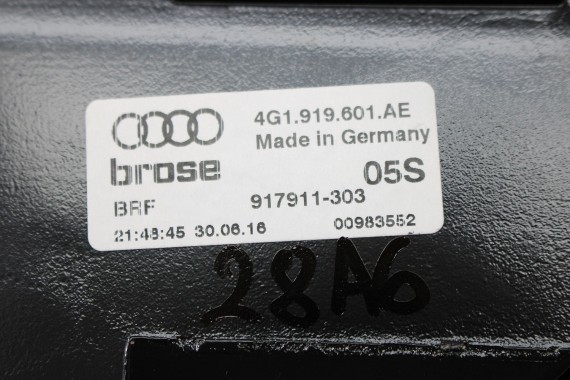 4G1.919.601.AE
Made in Germany
brose 05S
BRF 917911-303
21:48:45 30.06.16 00983552
28A6